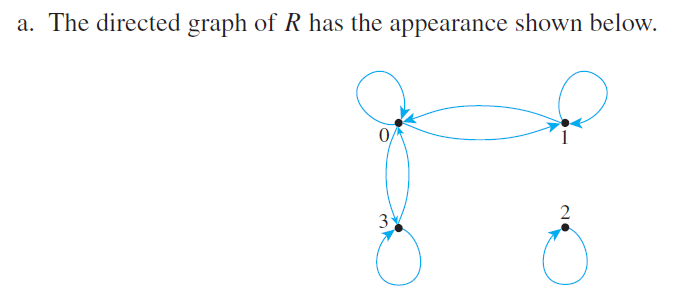 a. The directed graph of R has the appearance shown below.
0
1
3
2